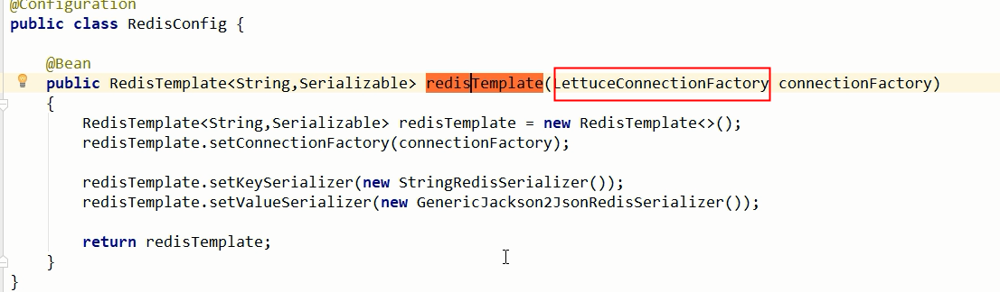 @Configuration
public class RedisConfig {
@Bean
public RedisTemplate<String,Serializable> redisTemplate(LettuceConnectionFactory connectionFactory)
{
RedisTemplate<String,Serializable> redisTemplate = new RedisTemplate<>();
redisTemplate.setConnectionFactory(connectionFactory);
redisTemplate.setKeySerializer(new StringRedisSerializer());
redisTemplate.setValueSerializer(new GenericJackson2JsonRedisSerializer());
return redisTemplate;
}
}